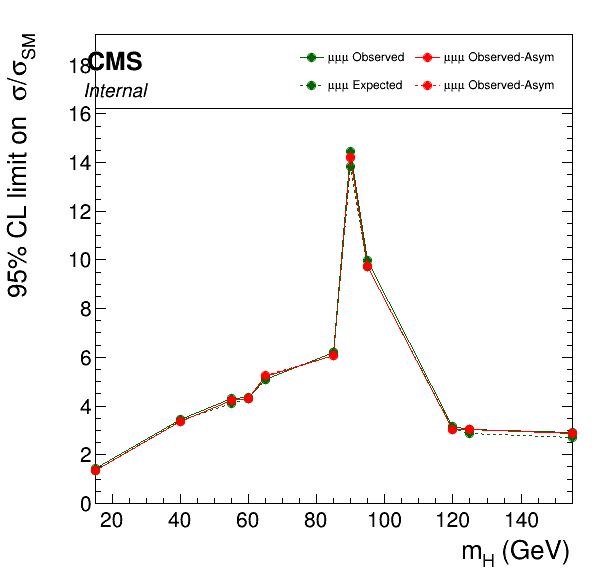 95% CL limit on σ/σSM
CMS
Internal
μμμ Observed
μμμ Observed-Asym
μμμ Expected
μμμ Observed-Asym
18
16
14
12
10
8
6
4
2
0
20 40 60 80 100 120 140
mH (GeV)